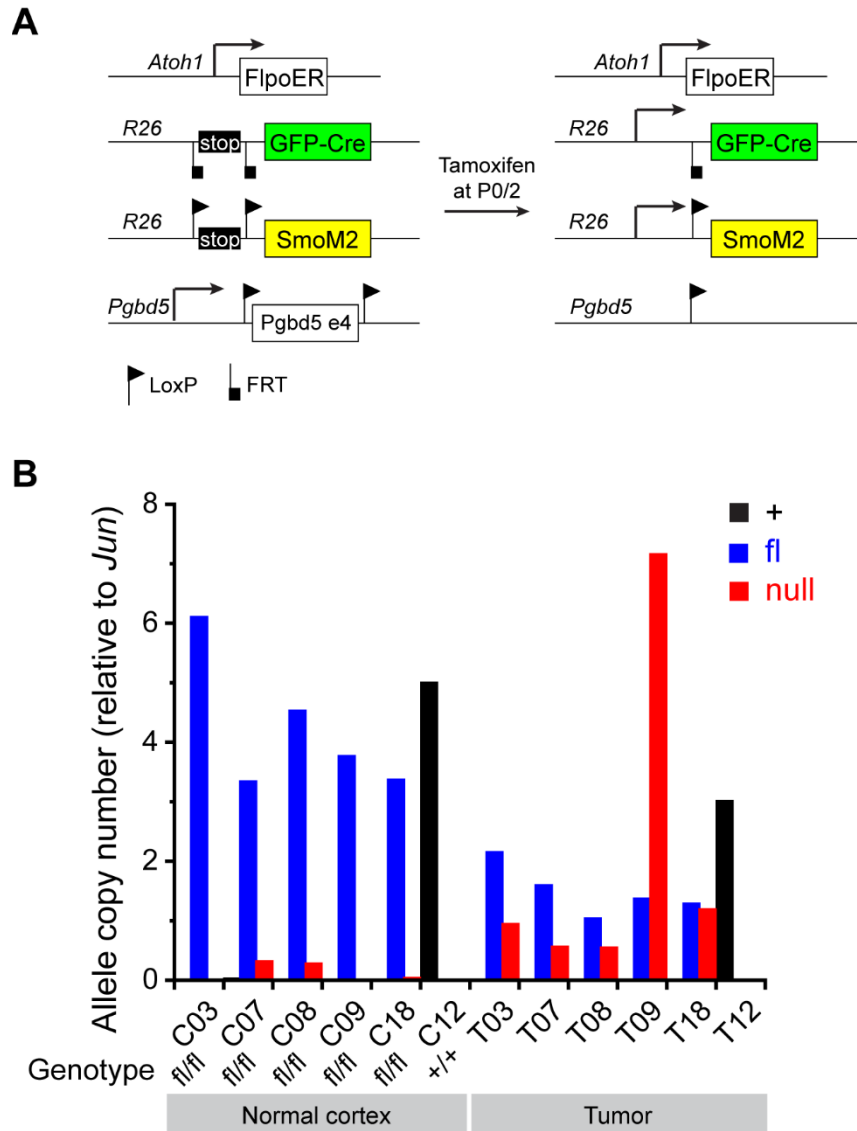 A
Atoh1
FlpoER
R26
stop
GFP-Cre
R26
stop
SmoM2
Pgbd5
Pgbd5 e4
LoxP
FRT
Tamoxifen
at P0/2
Atoh1
FlpoER
R26
GFP-Cre
R26
SmoM2
Pgbd5
B
Allele copy number (relative to Jun)
8
6
4
2
0
+
fl
null
C03 C07 C08 C09 C18 C12 T03 T07 T08 T09 T18 T12
Genotype fl/fl fl/fl fl/fl fl/fl fl/fl +/+
Normal cortex Tumor